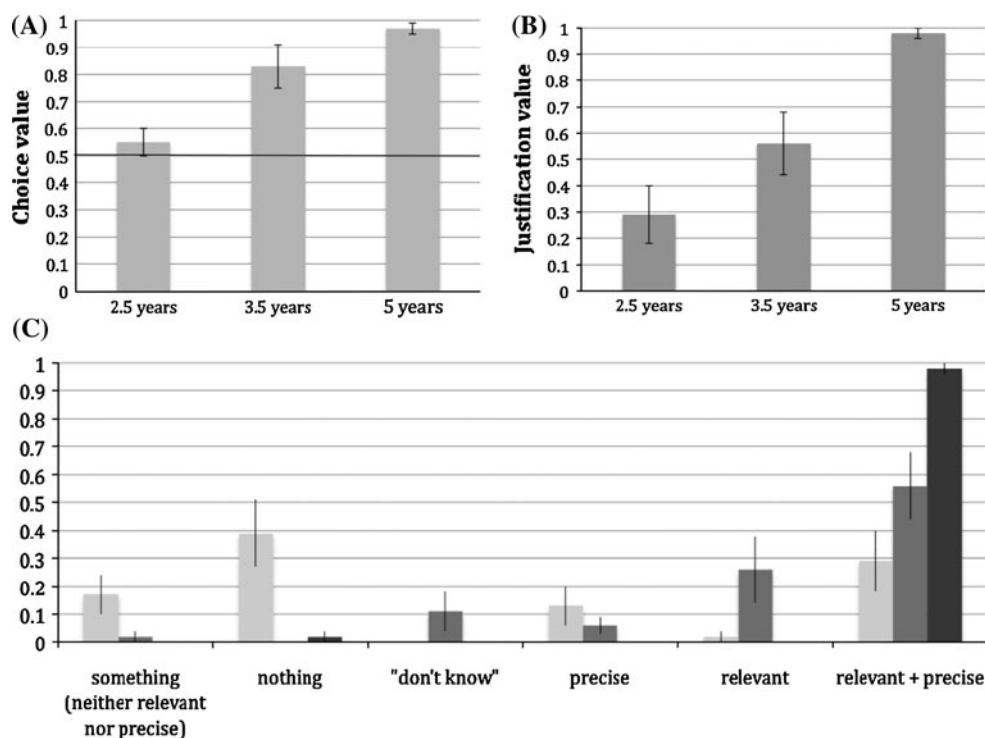 (A)
Choice value
1
0.9
0.8
0.7
0.6
0.5
0.4
0.3
0.2
0.1
0
2.5 years 3.5 years 5 years
(B)
Justification value
1
0.9
0.8
0.7
0.6
0.5
0.4
0.3
0.2
0.1
0
2.5 years 3.5 years 5 years
(C)
1
0.9
0.8
0.7
0.6
0.5
0.4
0.3
0.2
0.1
0
something
(neither relevant
nor precise)
nothing
"don't know"
precise
relevant
relevant + precise